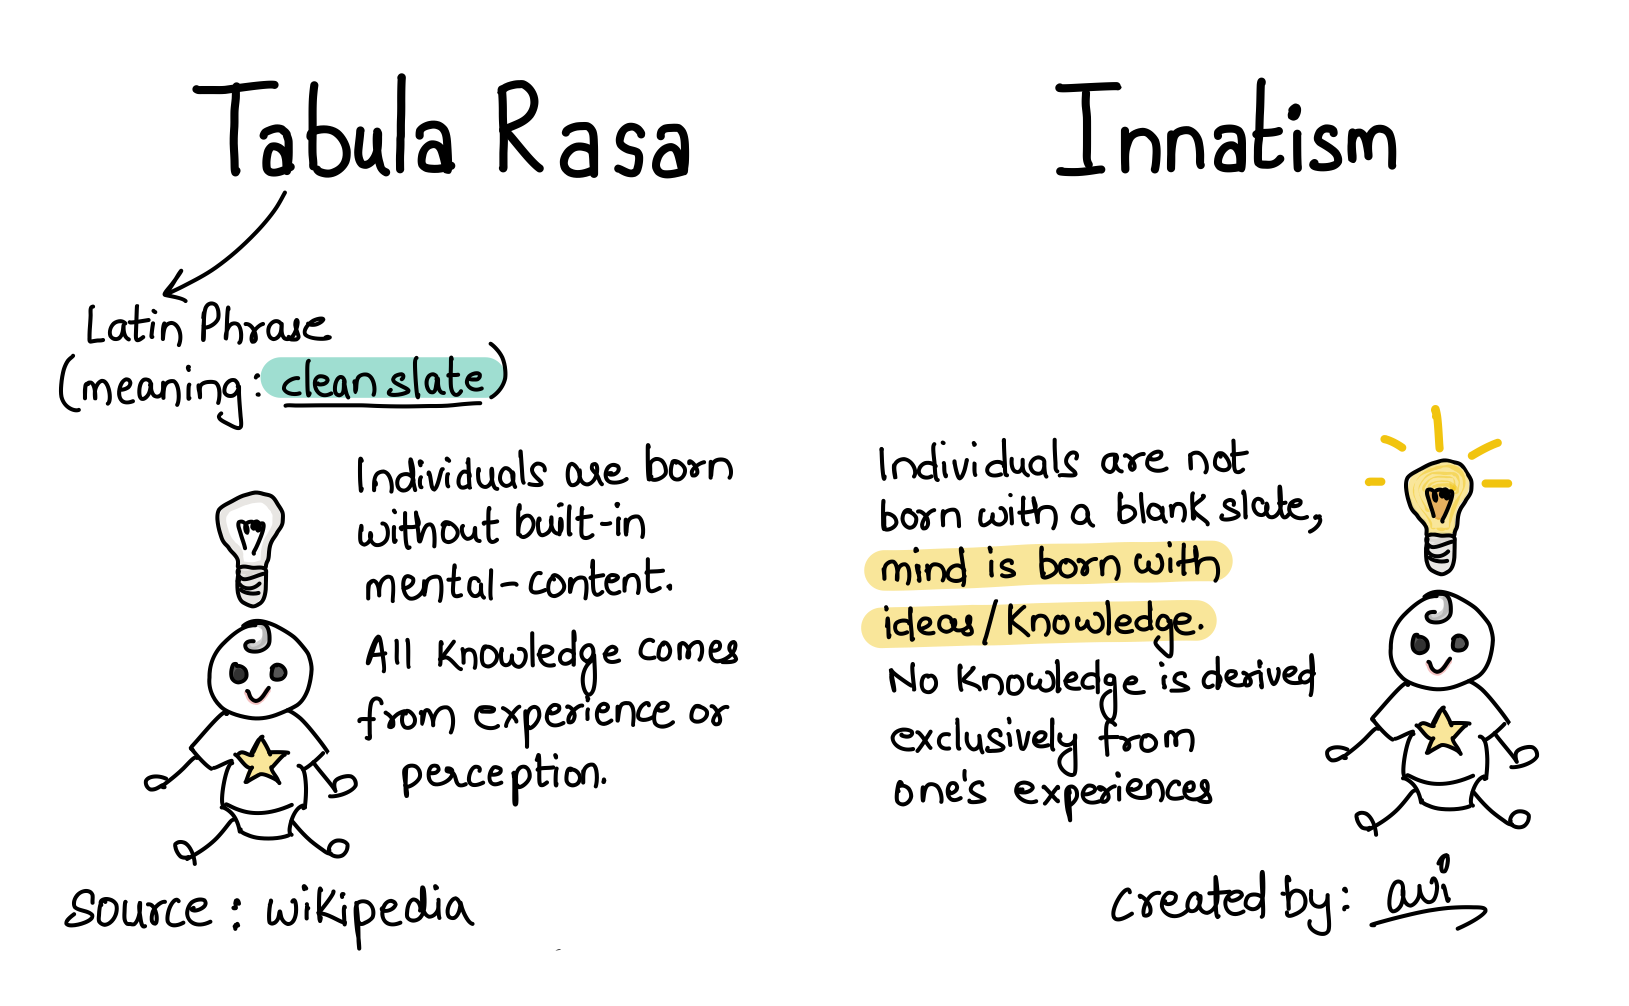 Tabula Rasa
Latin Phrase
(meaning: clean slate)
Individuals are born
without built-in
mental-content.
All Knowledge comes
from experience or
perception.
Source: wikipedia
Innatism
Individuals are not
born with a blank slate,
mind is born with
ideas/Knowledge.
No Knowledge is derived
exclusively from
one's experiences
created by: avi